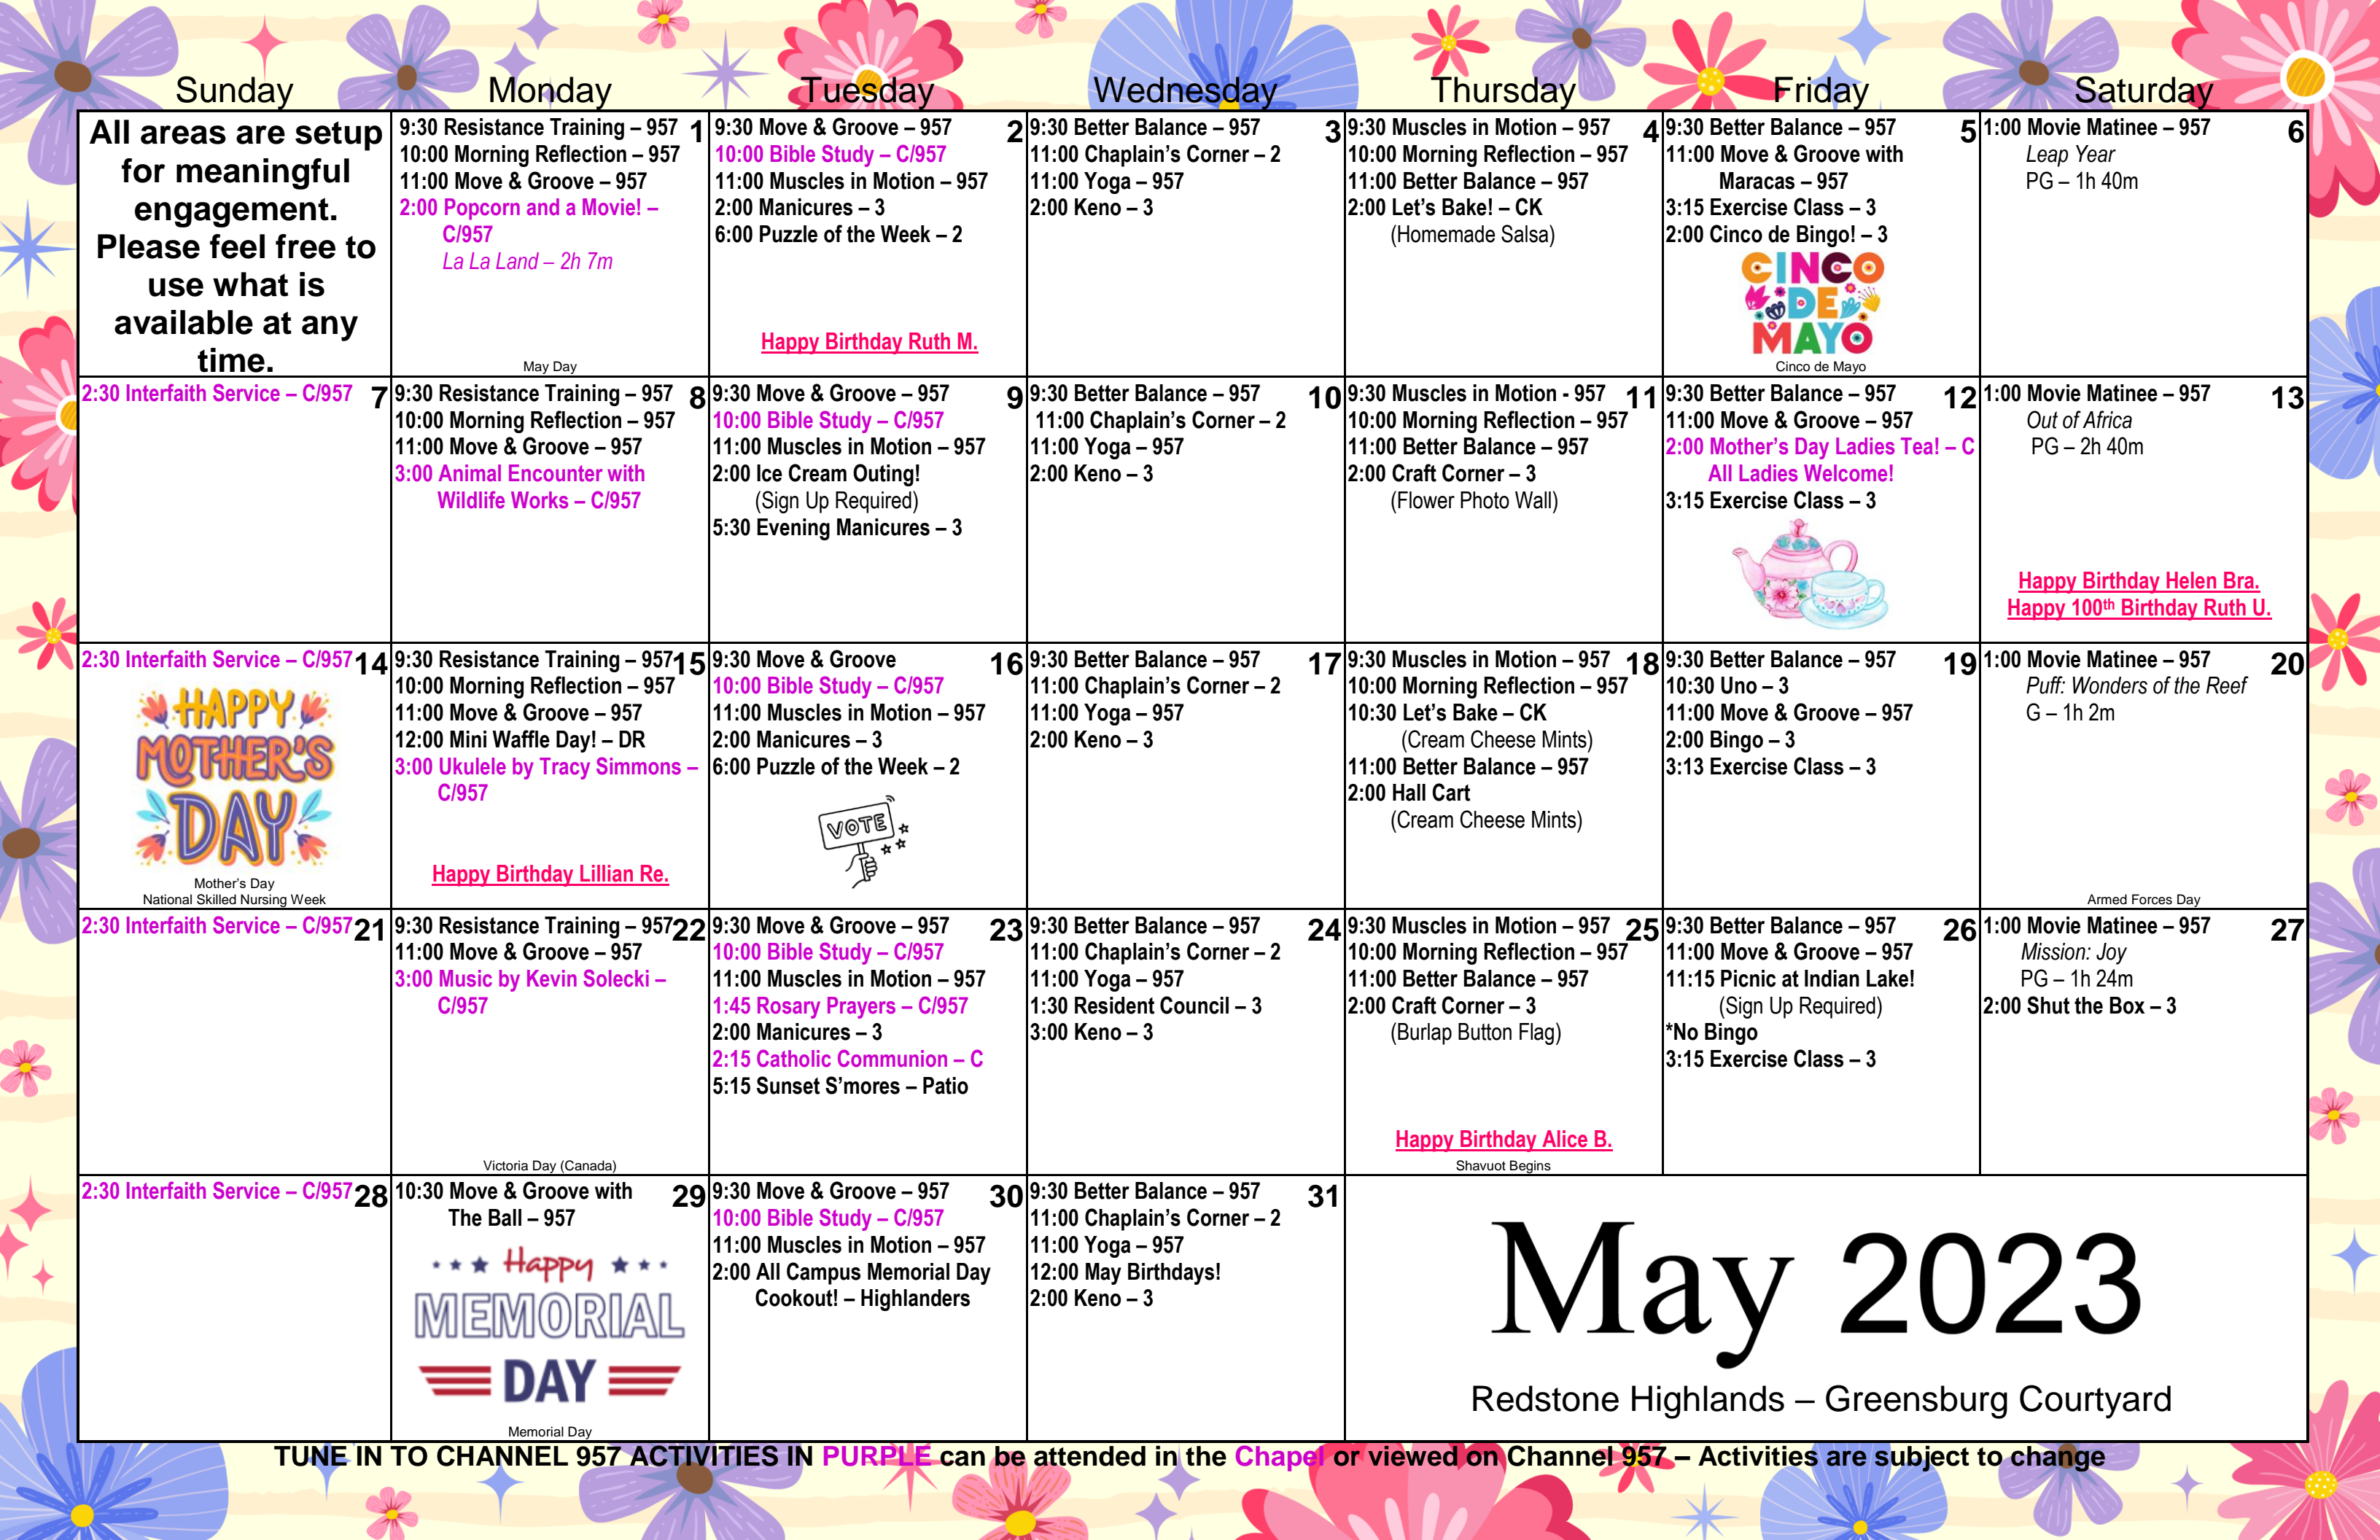 Sunday Monday Tuesday Wednesday Thursday Friday Saturday
All areas are setup
for meaningful
engagement.
Please feel free to
use what is
available at any
time.
9:30 Resistance Training – 957 1
10:00 Morning Reflection – 957
11:00 Move & Groove – 957
2:00 Popcorn and a Movie! –
C/957
La La Land – 2h 7m
May Day
9:30 Move & Groove – 957 2
10:00 Bible Study – C/957
11:00 Muscles in Motion – 957
2:00 Manicures – 3
6:00 Puzzle of the Week – 2
Happy Birthday Ruth M.
9:30 Better Balance – 957 3
11:00 Chaplain's Corner – 2
11:00 Yoga – 957
2:00 Keno – 3
9:30 Muscles in Motion – 957 4
10:00 Morning Reflection – 957
11:00 Better Balance – 957
2:00 Let's Bake! – CK
(Homemade Salsa)
9:30 Better Balance – 957 5
11:00 Move & Groove with
Maracas – 957
3:15 Exercise Class – 3
2:00 Cinco de Bingo! – 3
CINCO
DE
MAYO
Cinco de Mayo
1:00 Movie Matinee – 957 6
Leap Year
PG – 1h 40m
2:30 Interfaith Service – C/957 7
9:30 Resistance Training – 957 8
10:00 Morning Reflection – 957
11:00 Move & Groove – 957
3:00 Animal Encounter with
Wildlife Works – C/957
9:30 Move & Groove – 957 9
10:00 Bible Study – C/957
11:00 Muscles in Motion – 957
2:00 Ice Cream Outing!
(Sign Up Required)
5:30 Evening Manicures – 3
9:30 Better Balance – 957 10
11:00 Chaplain's Corner – 2
11:00 Yoga – 957
2:00 Keno – 3
9:30 Muscles in Motion - 957 11
10:00 Morning Reflection – 957
11:00 Better Balance – 957
2:00 Craft Corner – 3
(Flower Photo Wall)
9:30 Better Balance – 957 12
11:00 Move & Groove – 957
2:00 Mother's Day Ladies Tea! – C
All Ladies Welcome!
3:15 Exercise Class – 3
1:00 Movie Matinee – 957 13
Out of Africa
PG – 2h 40m
Happy Birthday Helen Bra.
Happy 100th Birthday Ruth U.
2:30 Interfaith Service – C/957 14
HAPPY
MOTHER'S
DAY
Mother's Day
National Skilled Nursing Week
9:30 Resistance Training – 957 15
10:00 Morning Reflection – 957
11:00 Move & Groove – 957
12:00 Mini Waffle Day! – DR
3:00 Ukulele by Tracy Simmons –
C/957
Happy Birthday Lillian Re.
9:30 Move & Groove 16
10:00 Bible Study – C/957
11:00 Muscles in Motion – 957
2:00 Manicures – 3
6:00 Puzzle of the Week – 2
VOTE
9:30 Better Balance – 957 17
11:00 Chaplain's Corner – 2
11:00 Yoga – 957
2:00 Keno – 3
9:30 Muscles in Motion – 957 18
10:00 Morning Reflection – 957
10:30 Let's Bake – CK
(Cream Cheese Mints)
11:00 Better Balance – 957
2:00 Hall Cart
(Cream Cheese Mints)
9:30 Better Balance – 957 19
10:30 Uno – 3
11:00 Move & Groove – 957
2:00 Bingo – 3
3:13 Exercise Class – 3
1:00 Movie Matinee – 957 20
Puff: Wonders of the Reef
G – 1h 2m
Armed Forces Day
2:30 Interfaith Service – C/957 21
9:30 Resistance Training – 957 22
11:00 Move & Groove – 957
3:00 Music by Kevin Solecki –
C/957
Victoria Day (Canada)
9:30 Move & Groove – 957 23
10:00 Bible Study – C/957
11:00 Muscles in Motion – 957
1:45 Rosary Prayers – C/957
2:00 Manicures – 3
2:15 Catholic Communion – C
5:15 Sunset S'mores – Patio
9:30 Better Balance – 957 24
11:00 Chaplain's Corner – 2
11:00 Yoga – 957
1:30 Resident Council – 3
3:00 Keno – 3
9:30 Muscles in Motion – 957 25
10:00 Morning Reflection – 957
11:00 Better Balance – 957
2:00 Craft Corner – 3
(Burlap Button Flag)
Happy Birthday Alice B.
Shavuot Begins
9:30 Better Balance – 957 26
11:00 Move & Groove – 957
11:15 Picnic at Indian Lake!
(Sign Up Required)
*No Bingo
3:15 Exercise Class – 3
1:00 Movie Matinee – 957 27
Mission: Joy
PG – 1h 24m
2:00 Shut the Box – 3
2:30 Interfaith Service – C/957 28
10:30 Move & Groove with 29
The Ball – 957
Happy
MEMORIAL
DAY
Memorial Day
9:30 Move & Groove – 957 30
10:00 Bible Study – C/957
11:00 Muscles in Motion – 957
2:00 All Campus Memorial Day
Cookout! – Highlanders
9:30 Better Balance – 957 31
11:00 Chaplain's Corner – 2
11:00 Yoga – 957
12:00 May Birthdays!
2:00 Keno – 3
May 2023
Redstone Highlands – Greensburg Courtyard
TUNE IN TO CHANNEL 957 ACTIVITIES IN PURPLE can be attended in the Chapel or viewed on Channel 957 – Activities are subject to change